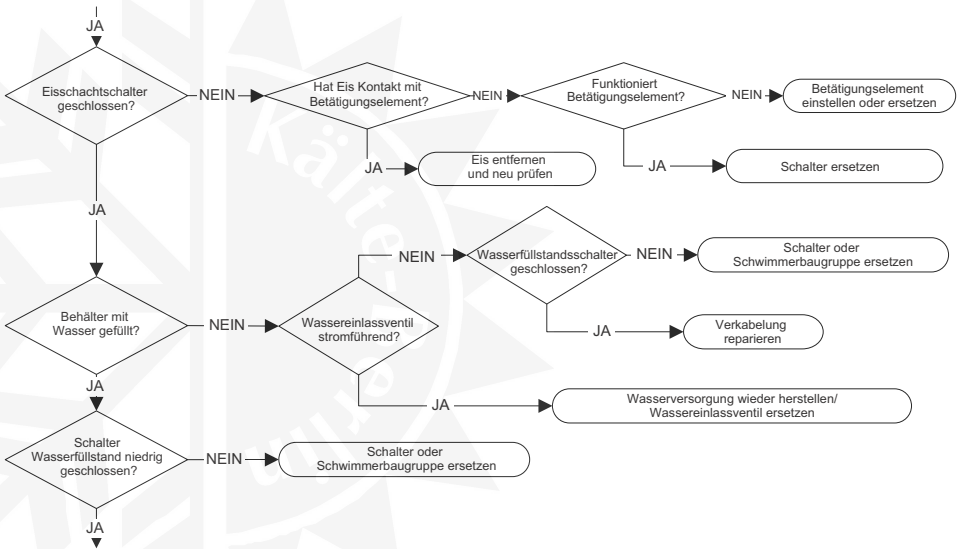 JA
Eisschachtschalter
geschlossen?
NEIN
Hat Eis Kontakt mit
Betätigungselement?
NEIN
Funktioniert
Betätigungselement?
NEIN
Betätigungselement
einstellen oder ersetzen
JA
Eis entfernen
und neu prüfen
JA
Schalter ersetzen
JA
Behälter mit
Wasser gefüllt?
NEIN
Wassereinlassventil
stromführend?
NEIN
Wasserfüllstandsschalter
geschlossen?
NEIN
Schalter oder
Schwimmerbaugruppe ersetzen
JA
Verkabelung
reparieren
JA
Wasserversorgung wieder herstellen/
Wassereinlassventil ersetzen
JA
Schalter
Wasserfüllstand niedrig
geschlossen?
NEIN
Schalter oder
Schwimmerbaugruppe ersetzen
JA